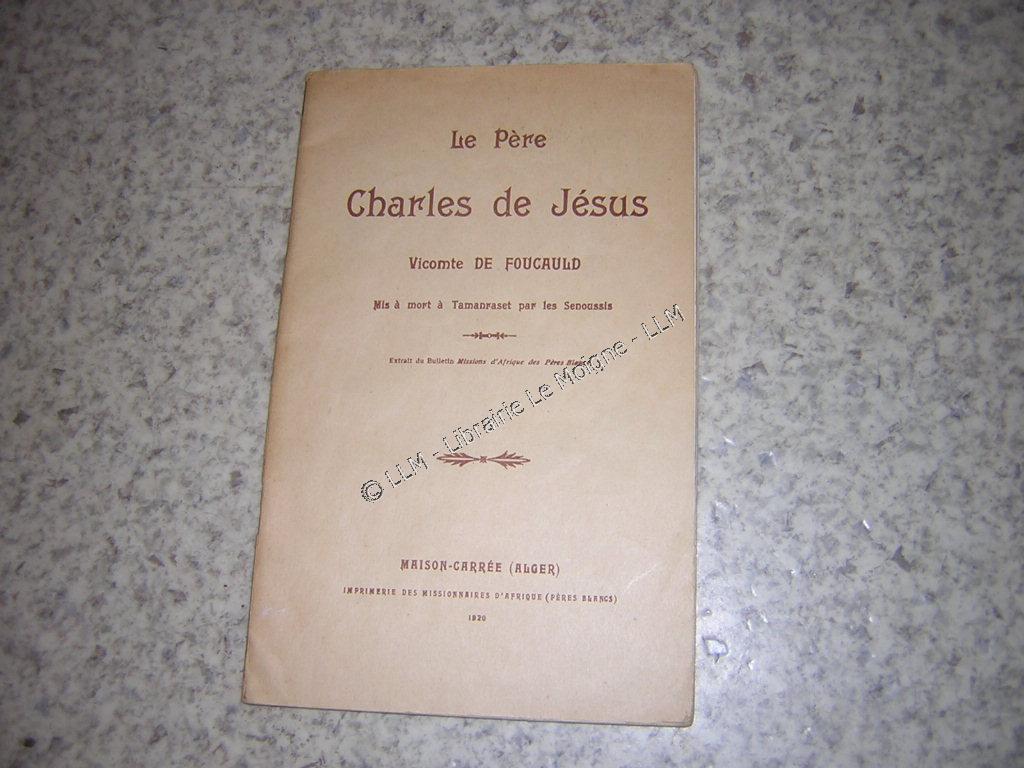 Le Père
Charles de Jésus
Vicomte DE FOUCAULD
Mis à mort à Tamanraset par les Senoussis
Extrait du Bulletin Missions d'Afrique des Pères Blancs
© LLM - Librairie Le Moigne - LLM
MAISON-CARRÉE (ALGER)
IMPRIMERIE DES MISSIONNAIRES D'AFRIQUE (PÈRES BLANCS)
1920